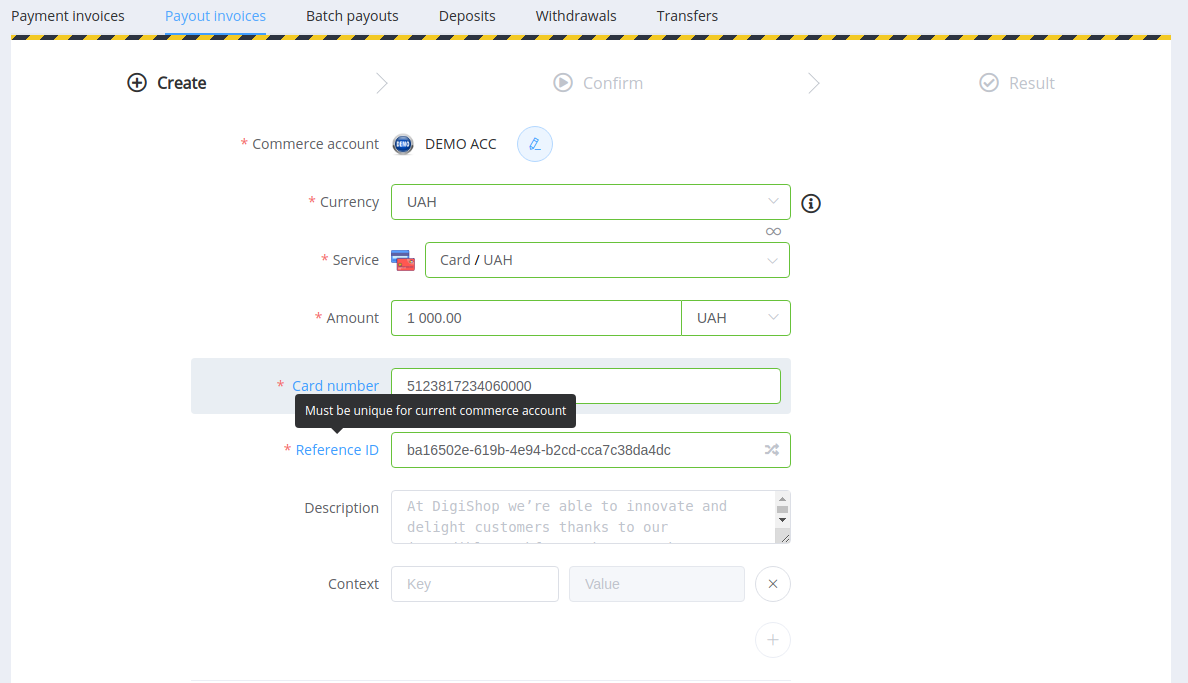 Payment invoices Payout invoices Batch payouts Deposits Withdrawals Transfers
Create Confirm Result
* Commerce account DEMO DEMO ACC
* Currency UAH
* Service Card / UAH
* Amount 1 000.00 UAH
* Card number 5123817234060000
Must be unique for current commerce account
* Reference ID ba16502e-619b-4e94-b2cd-cca7c38da4dc
Description At DigiShop we’re able to innovate and
delight customers thanks to our
Context Key Value